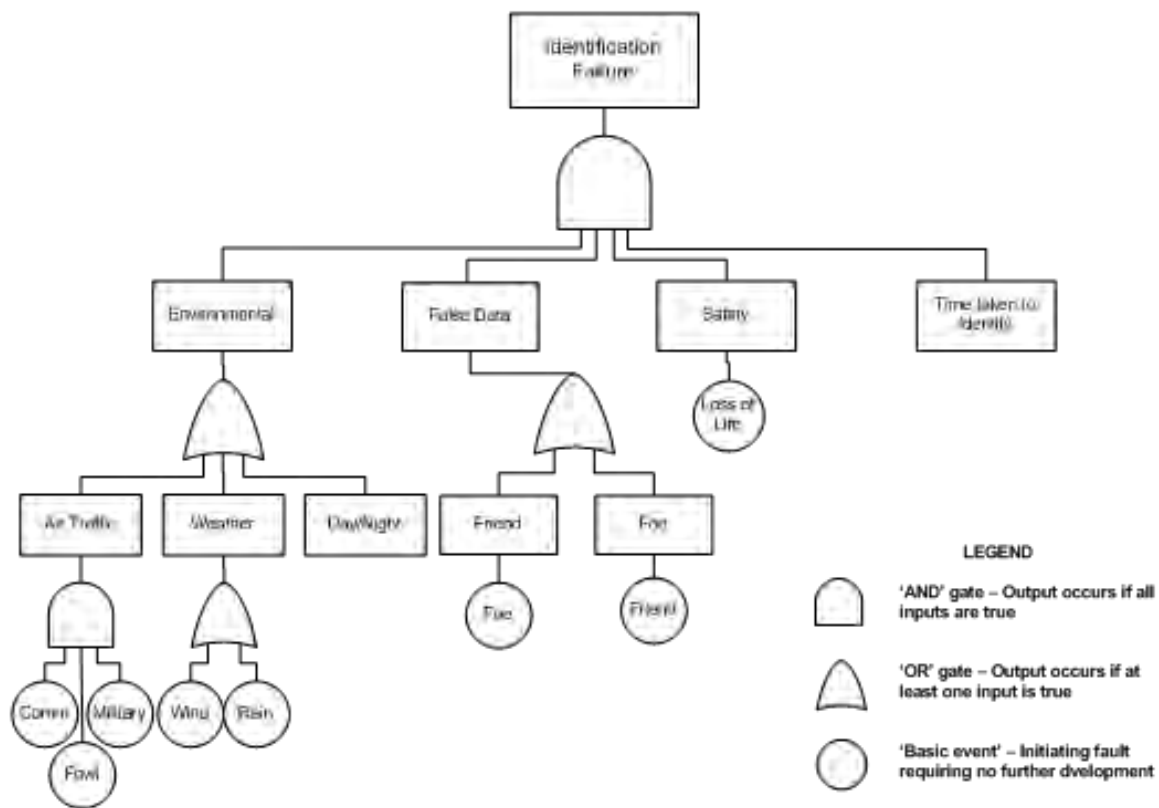 Identification
Failure
Environmental
False Data
Safety
Time taken to
Identify
Loss of
Life
Air Traffic
Weather
Day/Night
Friend
Foe
Foe
Friend
Comm
Military
Wind
Rain
Fowl
LEGEND
‘AND’ gate – Output occurs if all
inputs are true
‘OR’ gate – Output occurs if at
least one input is true
‘Basic event’ – Initiating fault
requiring no further dvelopment